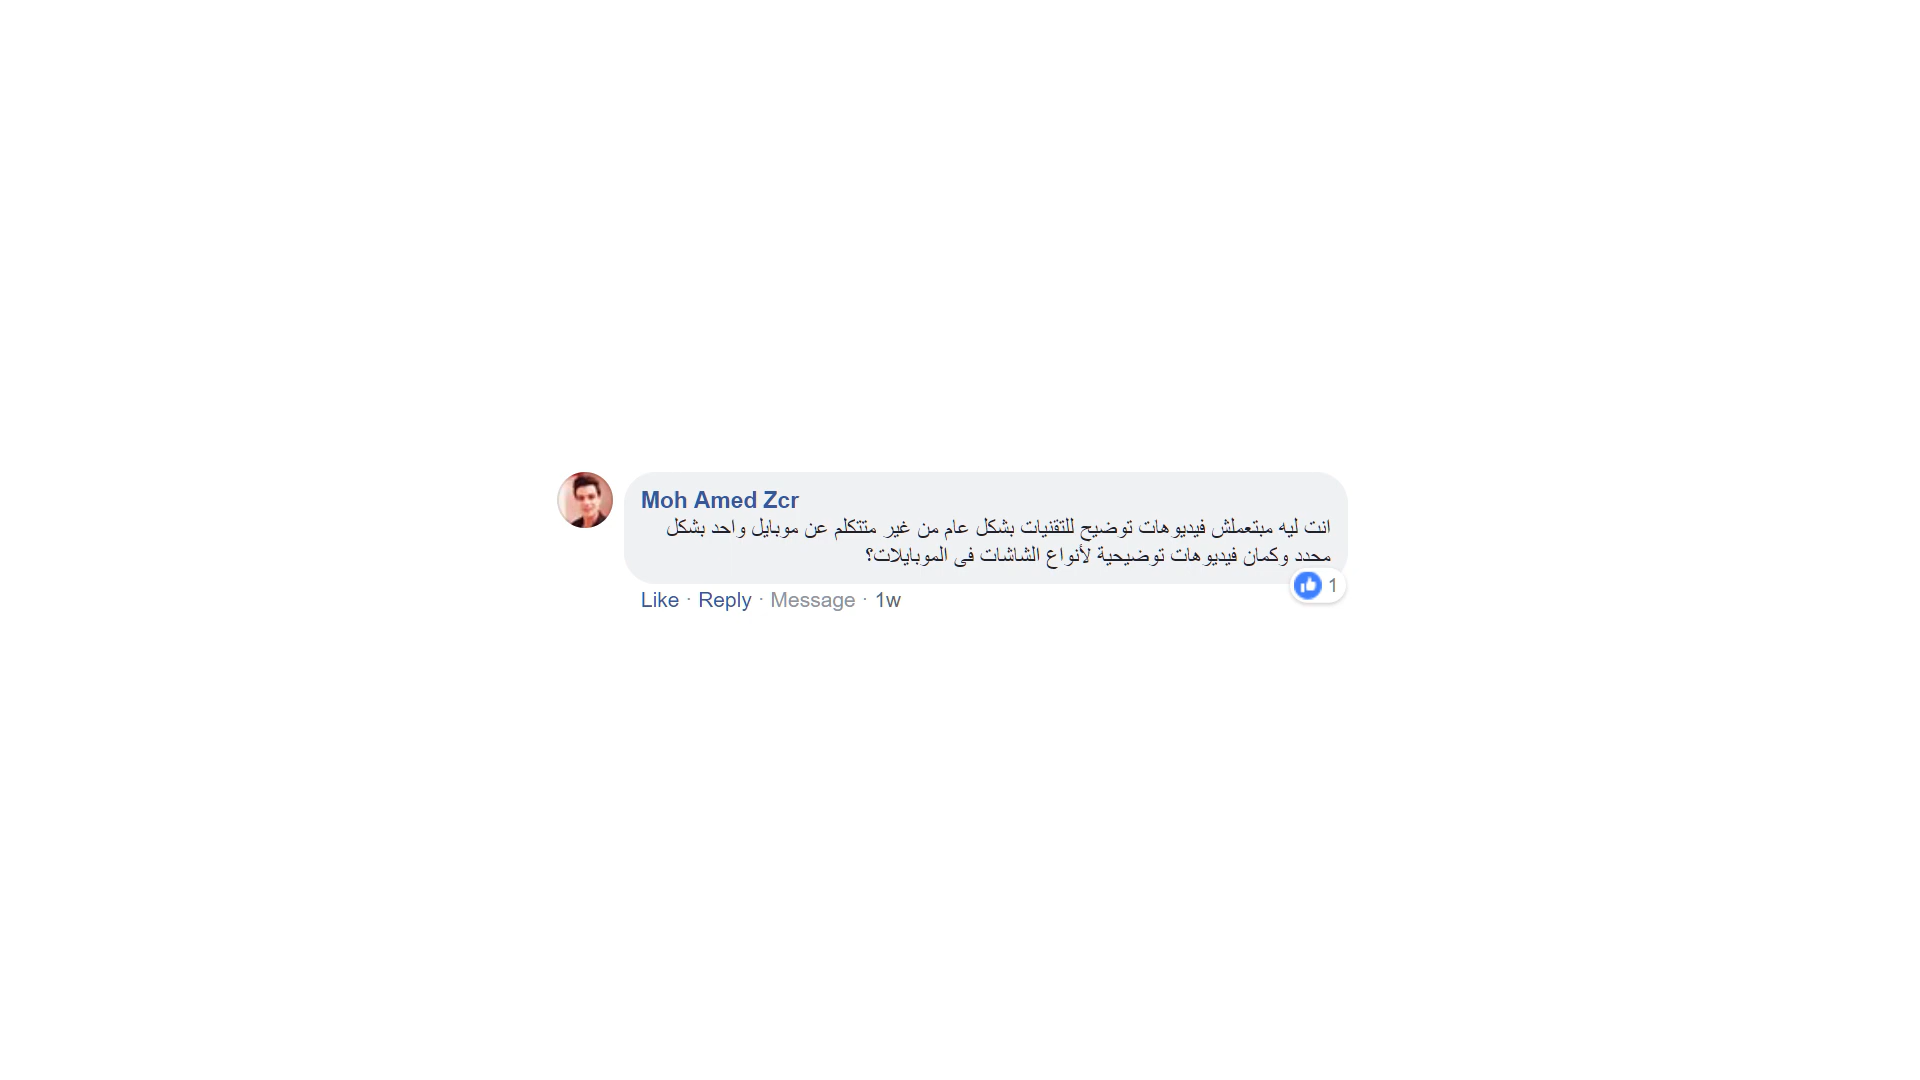 Moh Amed Zcr
انت ليه مبتعملش فيديوهات توضيح للتقنيات بشكل عام من غير متتكلم عن موبايل واحد بشكل
محدد وكمان فيديوهات توضيحية لأنواع الشاشات فى الموبايلات؟
1
Like · Reply · Message · 1w